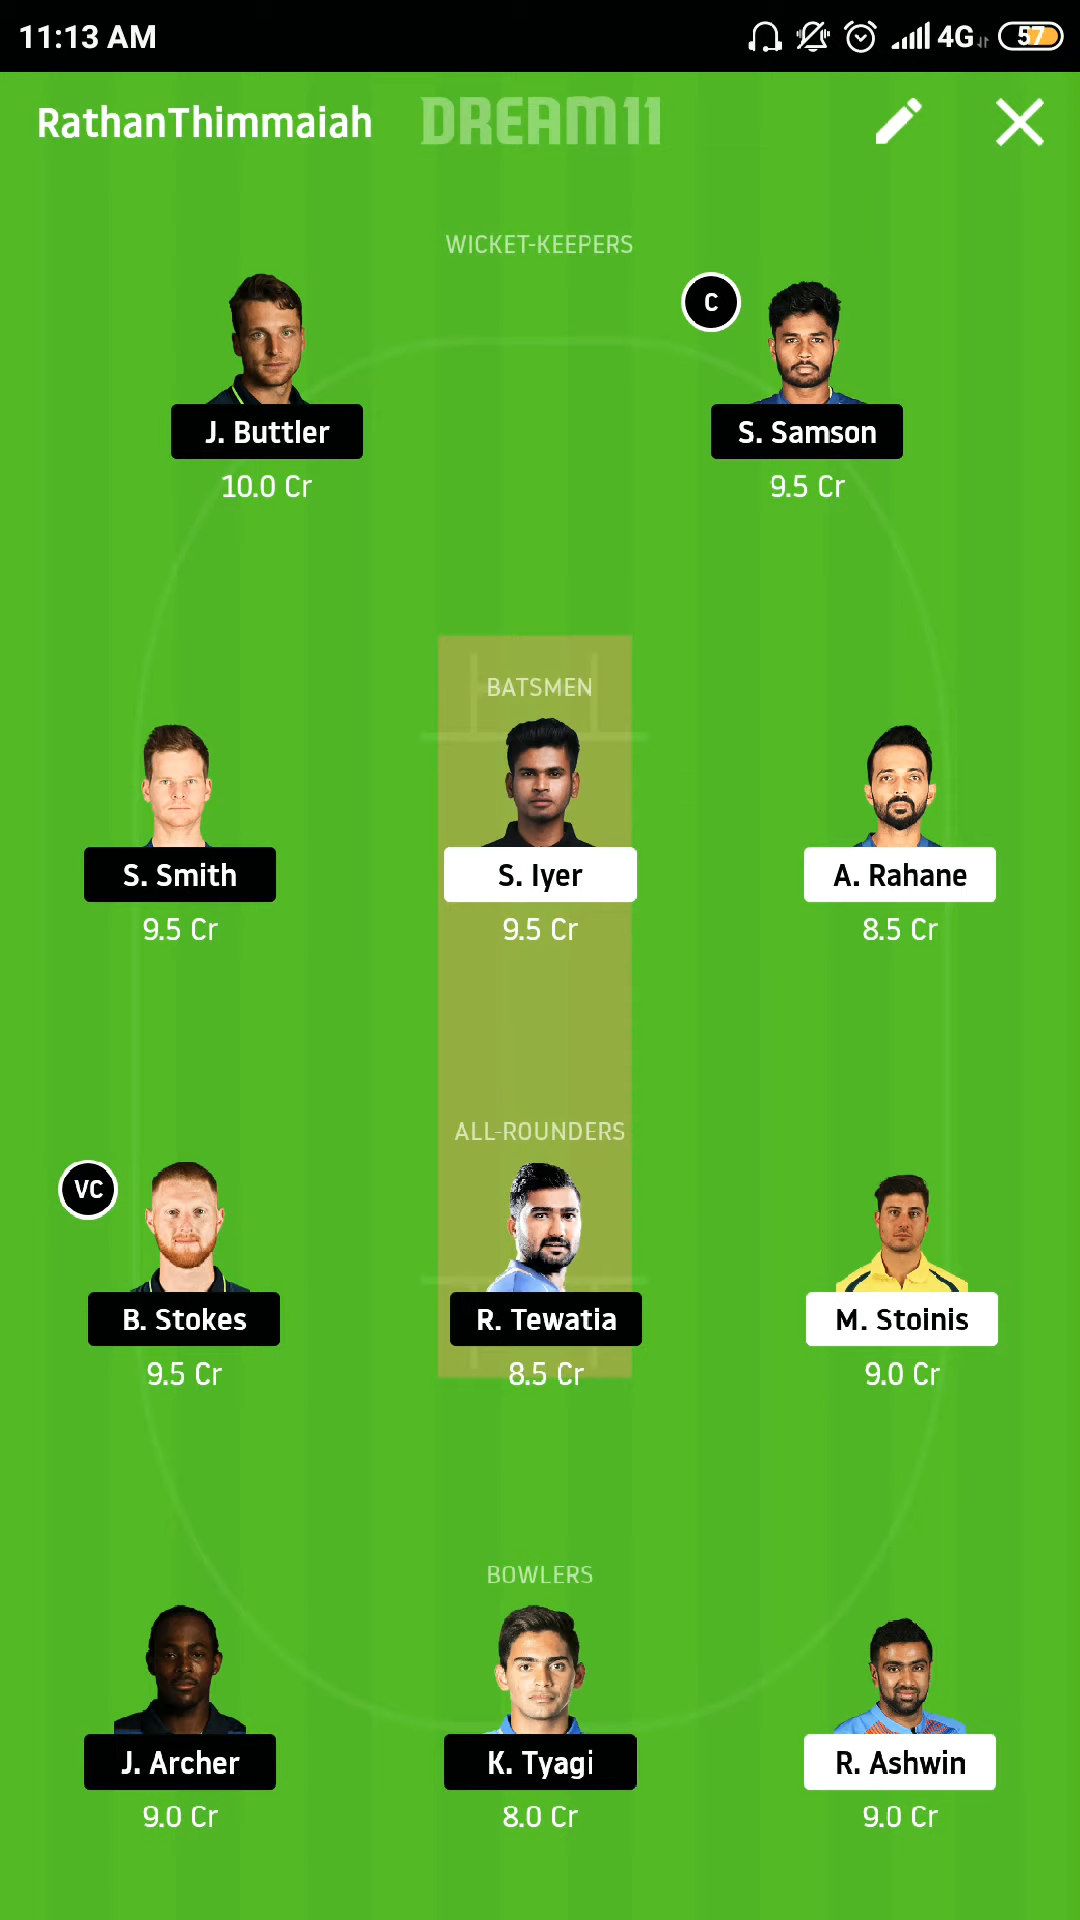 11:13 AM 4G 57
RathanThimmaiah DREAM11
WICKET-KEEPERS
C
J. Buttler S. Samson
10.0 Cr 9.5 Cr
BATSMEN
S. Smith S. Iyer A. Rahane
9.5 Cr 9.5 Cr 8.5 Cr
ALL-ROUNDERS
VC
B. Stokes R. Tewatia M. Stoinis
9.5 Cr 8.5 Cr 9.0 Cr
BOWLERS
J. Archer K. Tyagi R. Ashwin
9.0 Cr 8.0 Cr 9.0 Cr